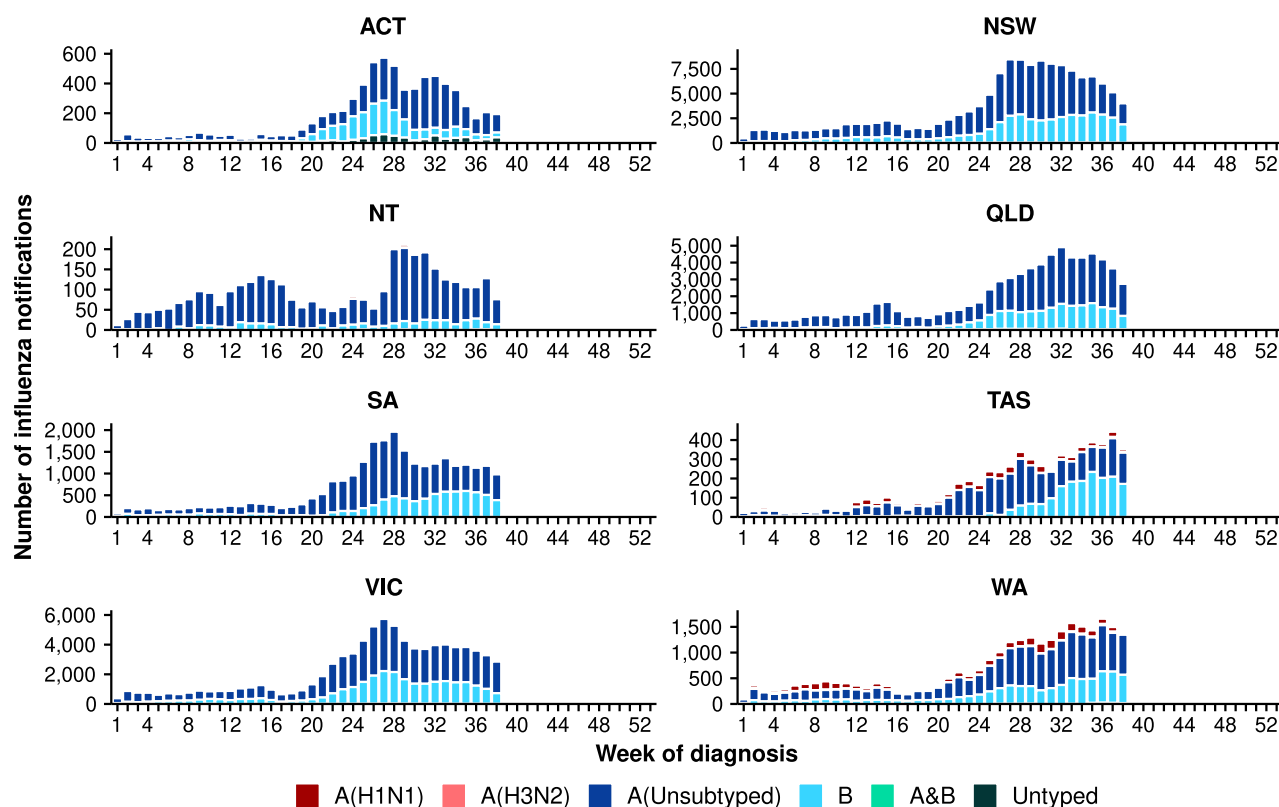 ACT
600
400
200
0
1 4 8 12 16 20 24 28 32 36 40 44 48 52
NSW
7,500
5,000
2,500
0
1 4 8 12 16 20 24 28 32 36 40 44 48 52
NT
200
150
100
50
0
1 4 8 12 16 20 24 28 32 36 40 44 48 52
QLD
5,000
4,000
3,000
2,000
1,000
0
1 4 8 12 16 20 24 28 32 36 40 44 48 52
SA
2,000
1,500
1,000
500
0
1 4 8 12 16 20 24 28 32 36 40 44 48 52
TAS
400
300
200
100
0
1 4 8 12 16 20 24 28 32 36 40 44 48 52
VIC
6,000
4,000
2,000
0
1 4 8 12 16 20 24 28 32 36 40 44 48 52
WA
1,500
1,000
500
0
1 4 8 12 16 20 24 28 32 36 40 44 48 52
Number of influenza notifications
Week of diagnosis
A(H1N1) A(H3N2) A(Unsubtyped) B A&B Untyped